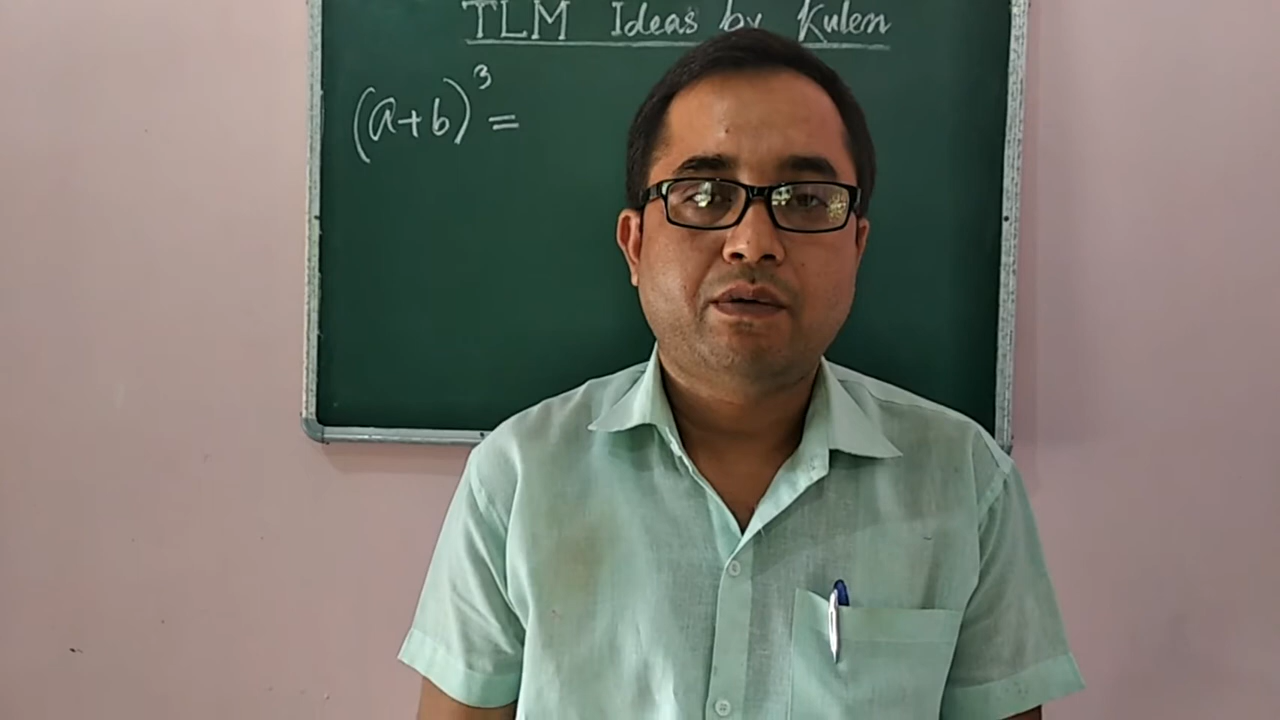 TLM Ideas by Kulen
(a+b)³ =